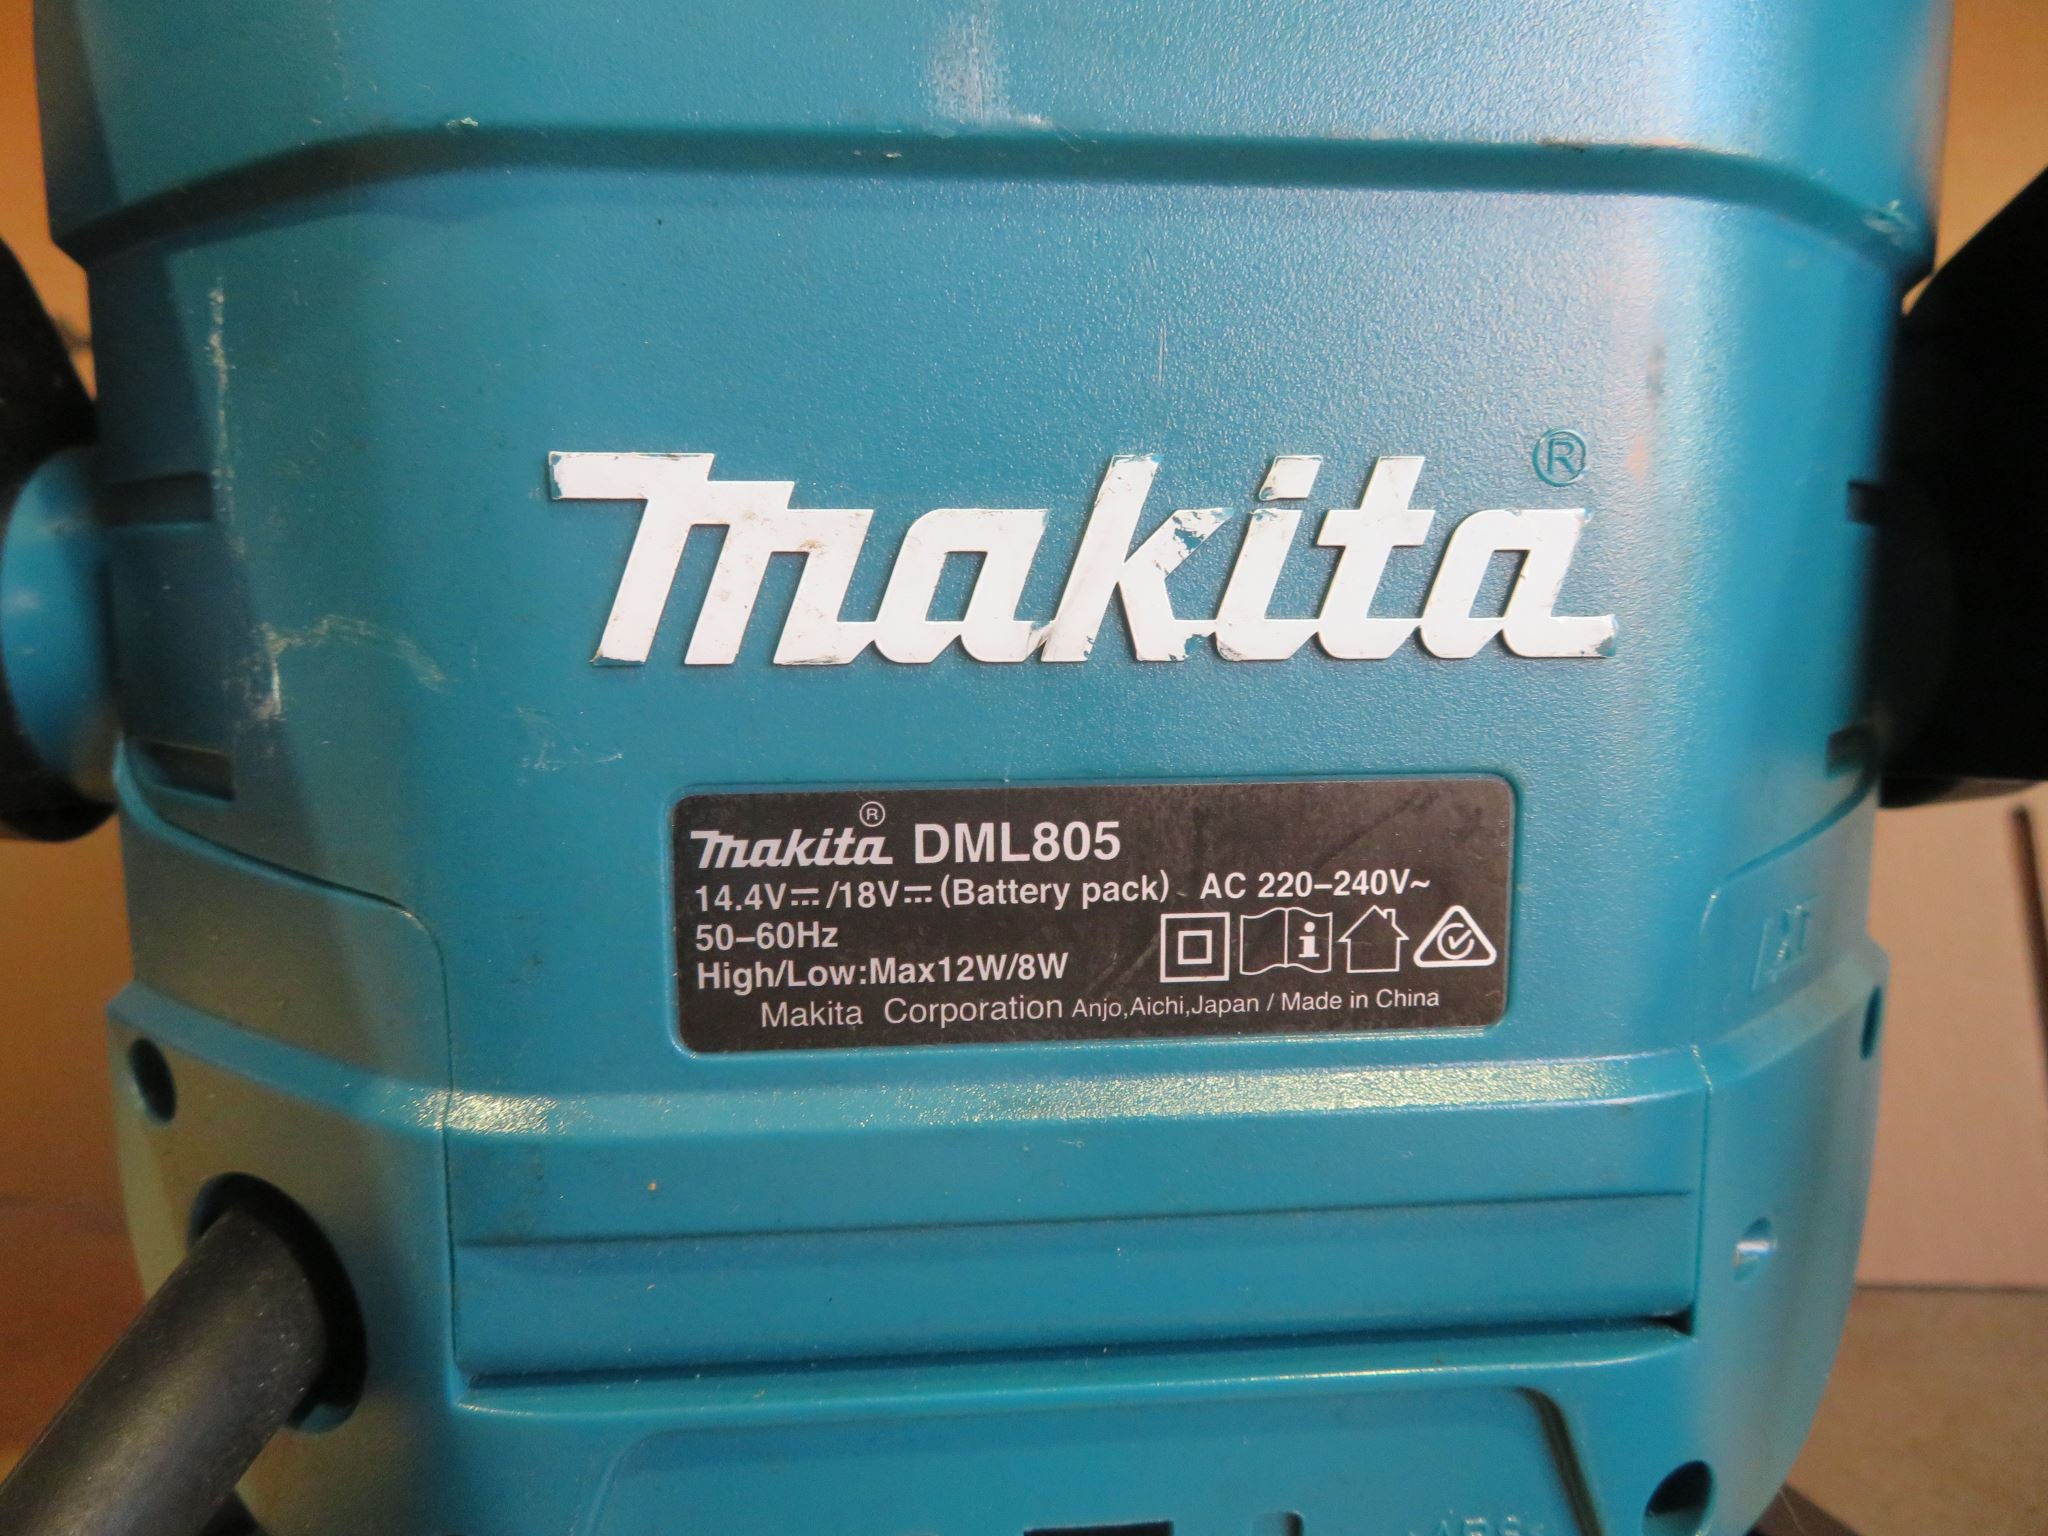 makita ®
makita® DML805
14.4V⎓/18V⎓(Battery pack) AC 220–240V~
50–60Hz
High/Low:Max12W/8W
Makita Corporation Anjo,Aichi,Japan / Made in China